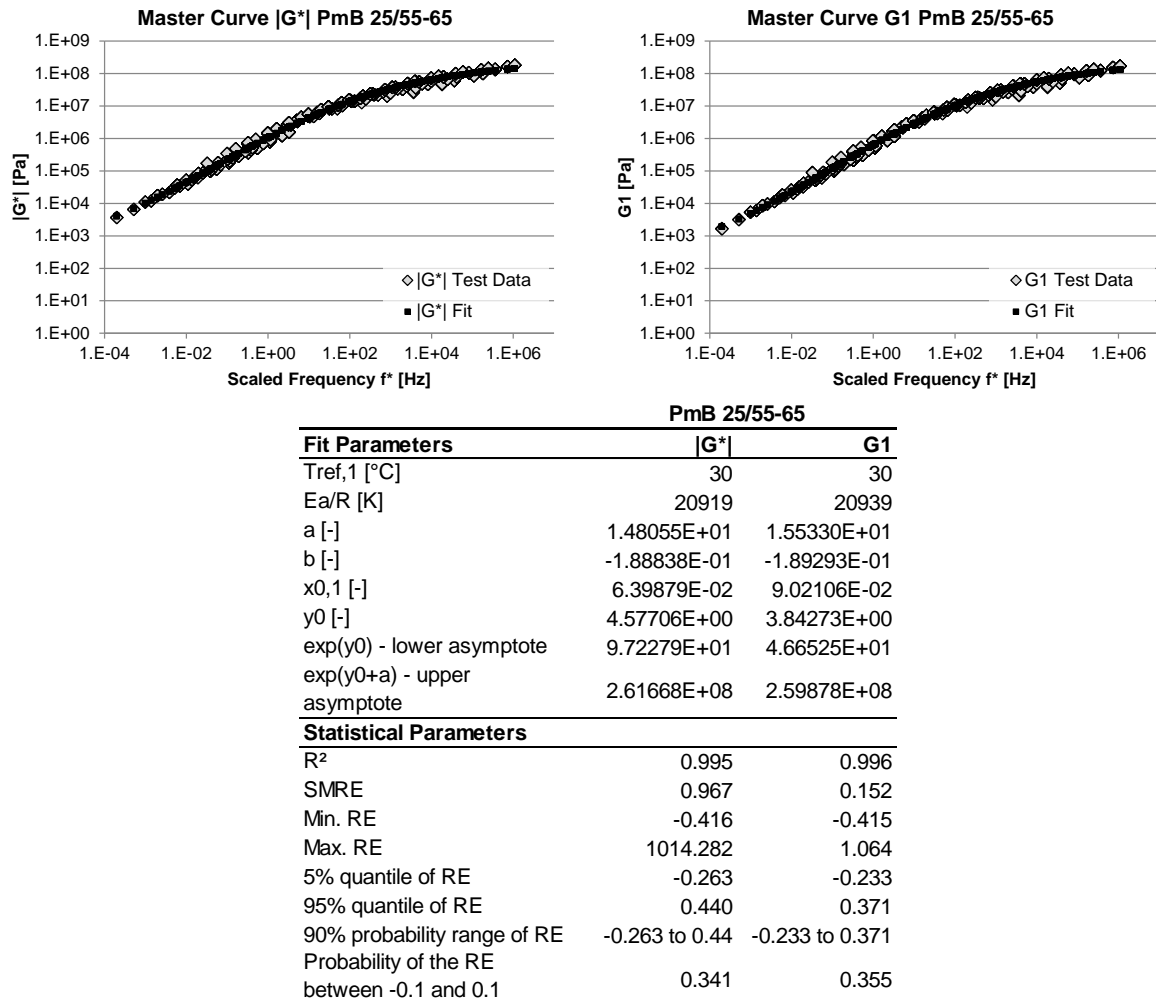 Master Curve |G*| PmB 25/55-65
1.E+09
1.E+08
1.E+07
1.E+06
1.E+05
1.E+04
1.E+03
1.E+02
1.E+01
1.E+00
|G*| [Pa]
|G*| Test Data
|G*| Fit
1.E-04 1.E-02 1.E+00 1.E+02 1.E+04 1.E+06
Scaled Frequency f* [Hz]
Master Curve G1 PmB 25/55-65
1.E+09
1.E+08
1.E+07
1.E+06
1.E+05
1.E+04
1.E+03
1.E+02
1.E+01
1.E+00
G1 [Pa]
G1 Test Data
G1 Fit
1.E-04 1.E-02 1.E+00 1.E+02 1.E+04 1.E+06
Scaled Frequency f* [Hz]
PmB 25/55-65
Fit Parameters |G*| G1
Tref,1 [°C] 30 30
Ea/R [K] 20919 20939
a [-] 1.48055E+01 1.55330E+01
b [-] -1.88838E-01 -1.89293E-01
x0,1 [-] 6.39879E-02 9.02106E-02
y0 [-] 4.57706E+00 3.84273E+00
exp(y0) - lower asymptote 9.72279E+01 4.66525E+01
exp(y0+a) - upper
asymptote 2.61668E+08 2.59878E+08
Statistical Parameters
R² 0.995 0.996
SMRE 0.967 0.152
Min. RE -0.416 -0.415
Max. RE 1014.282 1.064
5% quantile of RE -0.263 -0.233
95% quantile of RE 0.440 0.371
90% probability range of RE -0.263 to 0.44 -0.233 to 0.371
Probability of the RE
between -0.1 and 0.1 0.341 0.355